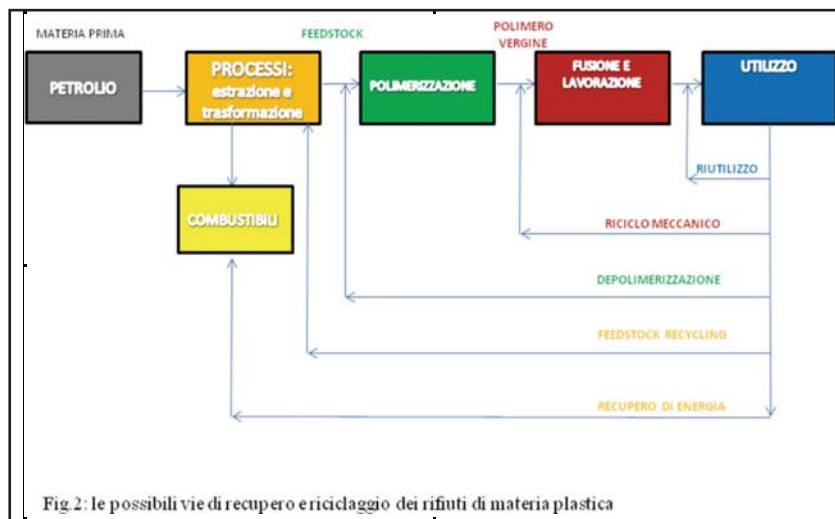 MATERIA PRIMA
FEEDSTOCK
POLIMERO
VERGINE
PETROLIO
PROCESSI:
estrazione e
trasformazione
POLIMERIZZAZIONE
FUSIONE E
LAVORAZIONE
UTILIZZO
RIUTILIZZO
COMBUSTIBILI
RICICLO MECCANICO
DEPOLIMERIZZAZIONE
FEEDSTOCK RECYCLING
RECUPERO DI ENERGIA
Fig.2: le possibili vie di recupero e riciclaggio dei rifiuti di materia plastica